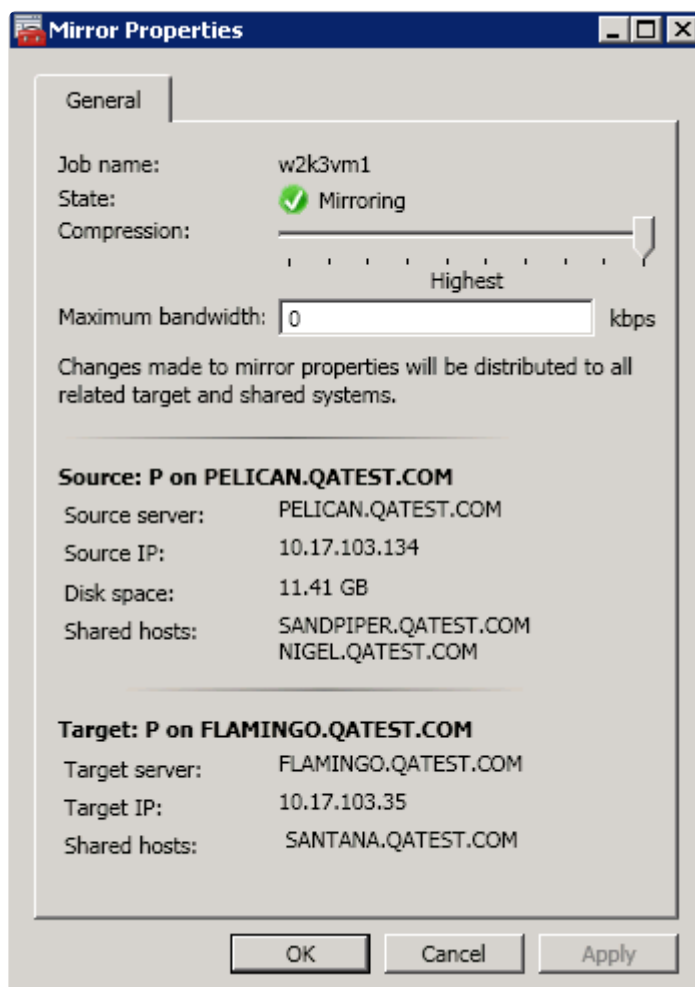 Mirror Properties
General
Job name: w2k3vm1
State: Mirroring
Compression:
Highest
Maximum bandwidth: 0 kbps
Changes made to mirror properties will be distributed to all
related target and shared systems.
Source: P on PELICAN.QATEST.COM
Source server: PELICAN.QATEST.COM
Source IP: 10.17.103.134
Disk space: 11.41 GB
Shared hosts: SANDPIPER.QATEST.COM
NIGEL.QATEST.COM
Target: P on FLAMINGO.QATEST.COM
Target server: FLAMINGO.QATEST.COM
Target IP: 10.17.103.35
Shared hosts: SANTANA.QATEST.COM
OK Cancel Apply